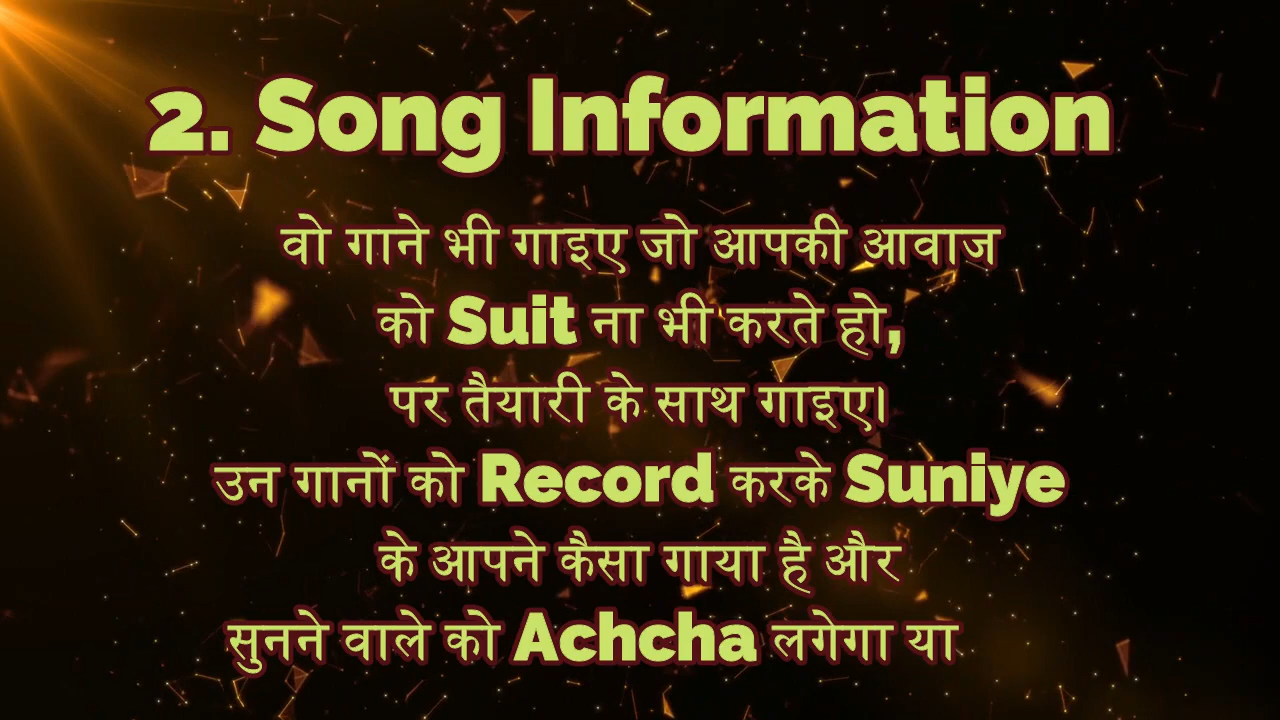 2. Song Information
वो गाने भी गाइए जो आपकी आवाज
को Suit ना भी करते हो,
पर तैयारी के साथ गाइए।
उन गानों को Record करके Suniye
के आपने कैसा गाया है और
सुनने वाले को Achcha लगेगा या